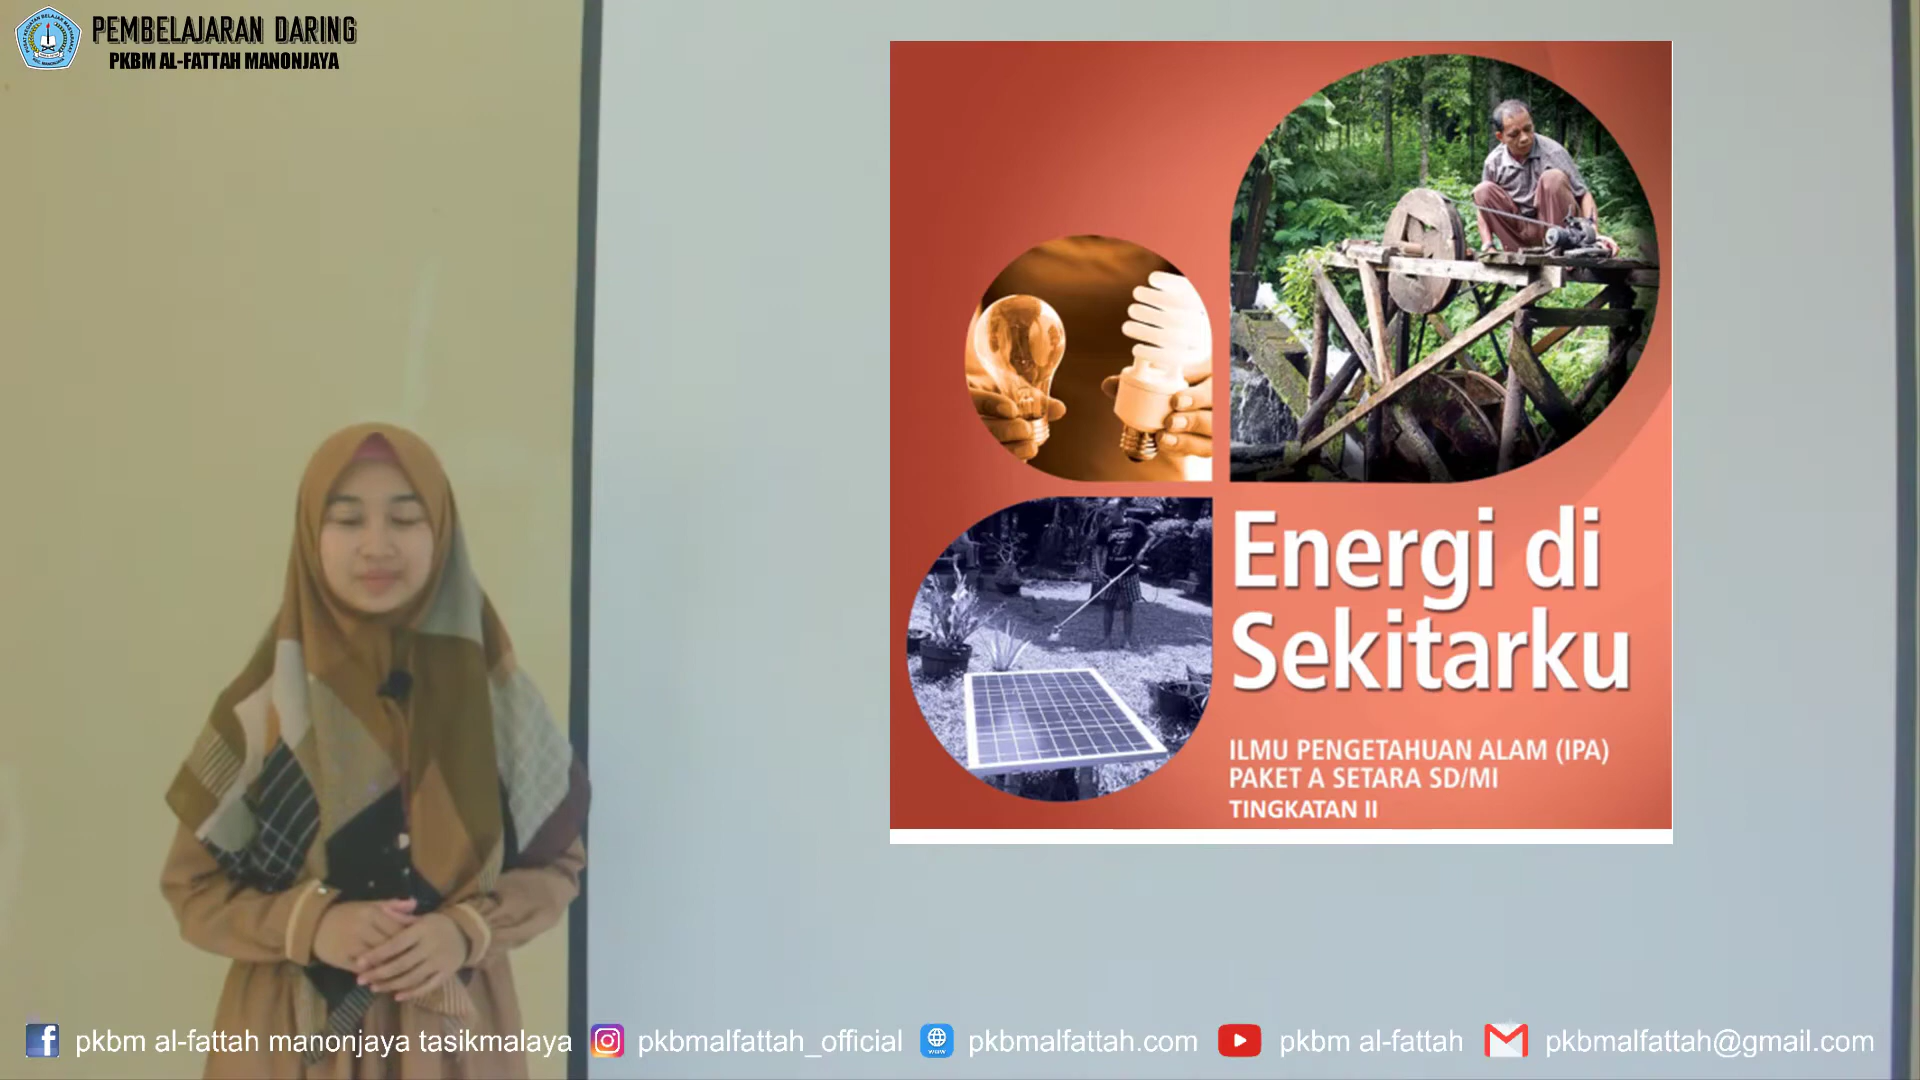 PEMBELAJARAN DARING
PKBM AL-FATTAH MANONJAYA
Energi di
Sekitarku
ILMU PENGETAHUAN ALAM (IPA)
PAKET A SETARA SD/MI
TINGKATAN II
pkbm al-fattah manonjaya tasikmalaya
pkbmalfattah_official
pkbmalfattah.com
pkbm al-fattah
pkbmalfattah@gmail.com